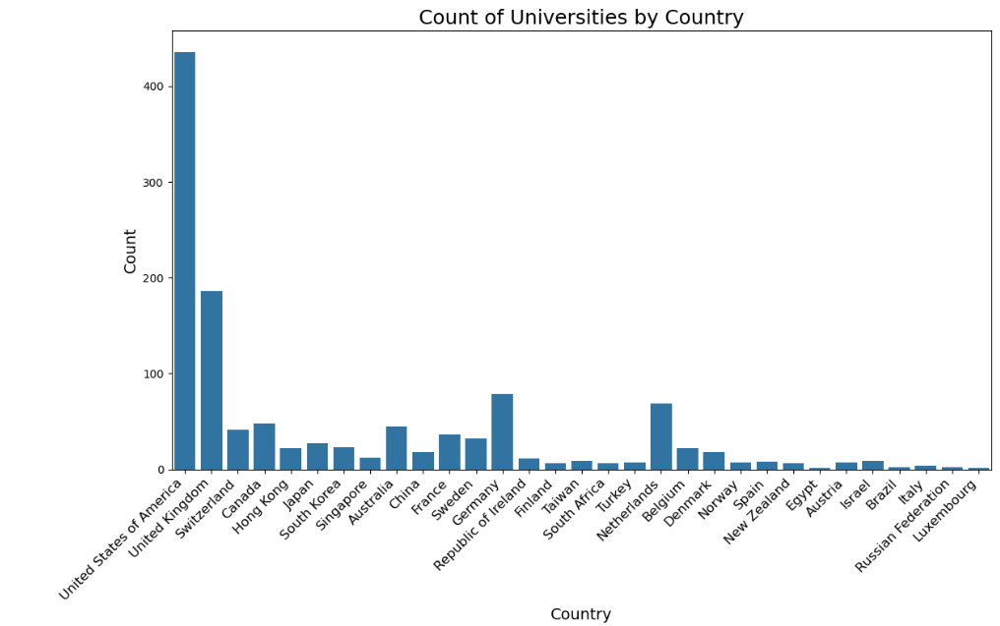 Count of Universities by Country
Count
400
300
200
100
0
United States of America
United Kingdom
Switzerland
Canada
Hong Kong
Japan
South Korea
Singapore
Australia
China
France
Sweden
Germany
Republic of Ireland
Finland
Taiwan
South Africa
Turkey
Netherlands
Belgium
Denmark
Norway
Spain
New Zealand
Egypt
Austria
Israel
Brazil
Italy
Russian Federation
Luxembourg
Country